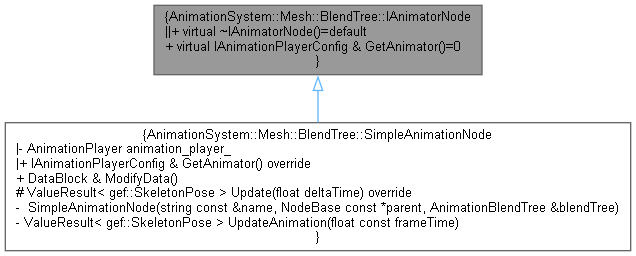 {AnimationSystem::Mesh::BlendTree::IAnimatorNode
||+ virtual ~IAnimatorNode()=default
+ virtual IAnimationPlayerConfig & GetAnimator()=0
}
{AnimationSystem::Mesh::BlendTree::SimpleAnimationNode
|- AnimationPlayer animation_player_
|+ IAnimationPlayerConfig & GetAnimator() override
+ DataBlock & ModifyData()
# ValueResult< gef::SkeletonPose > Update(float deltaTime) override
- SimpleAnimationNode(string const &name, NodeBase const *parent, AnimationBlendTree &blendTree)
- ValueResult< gef::SkeletonPose > UpdateAnimation(float const frameTime)
}